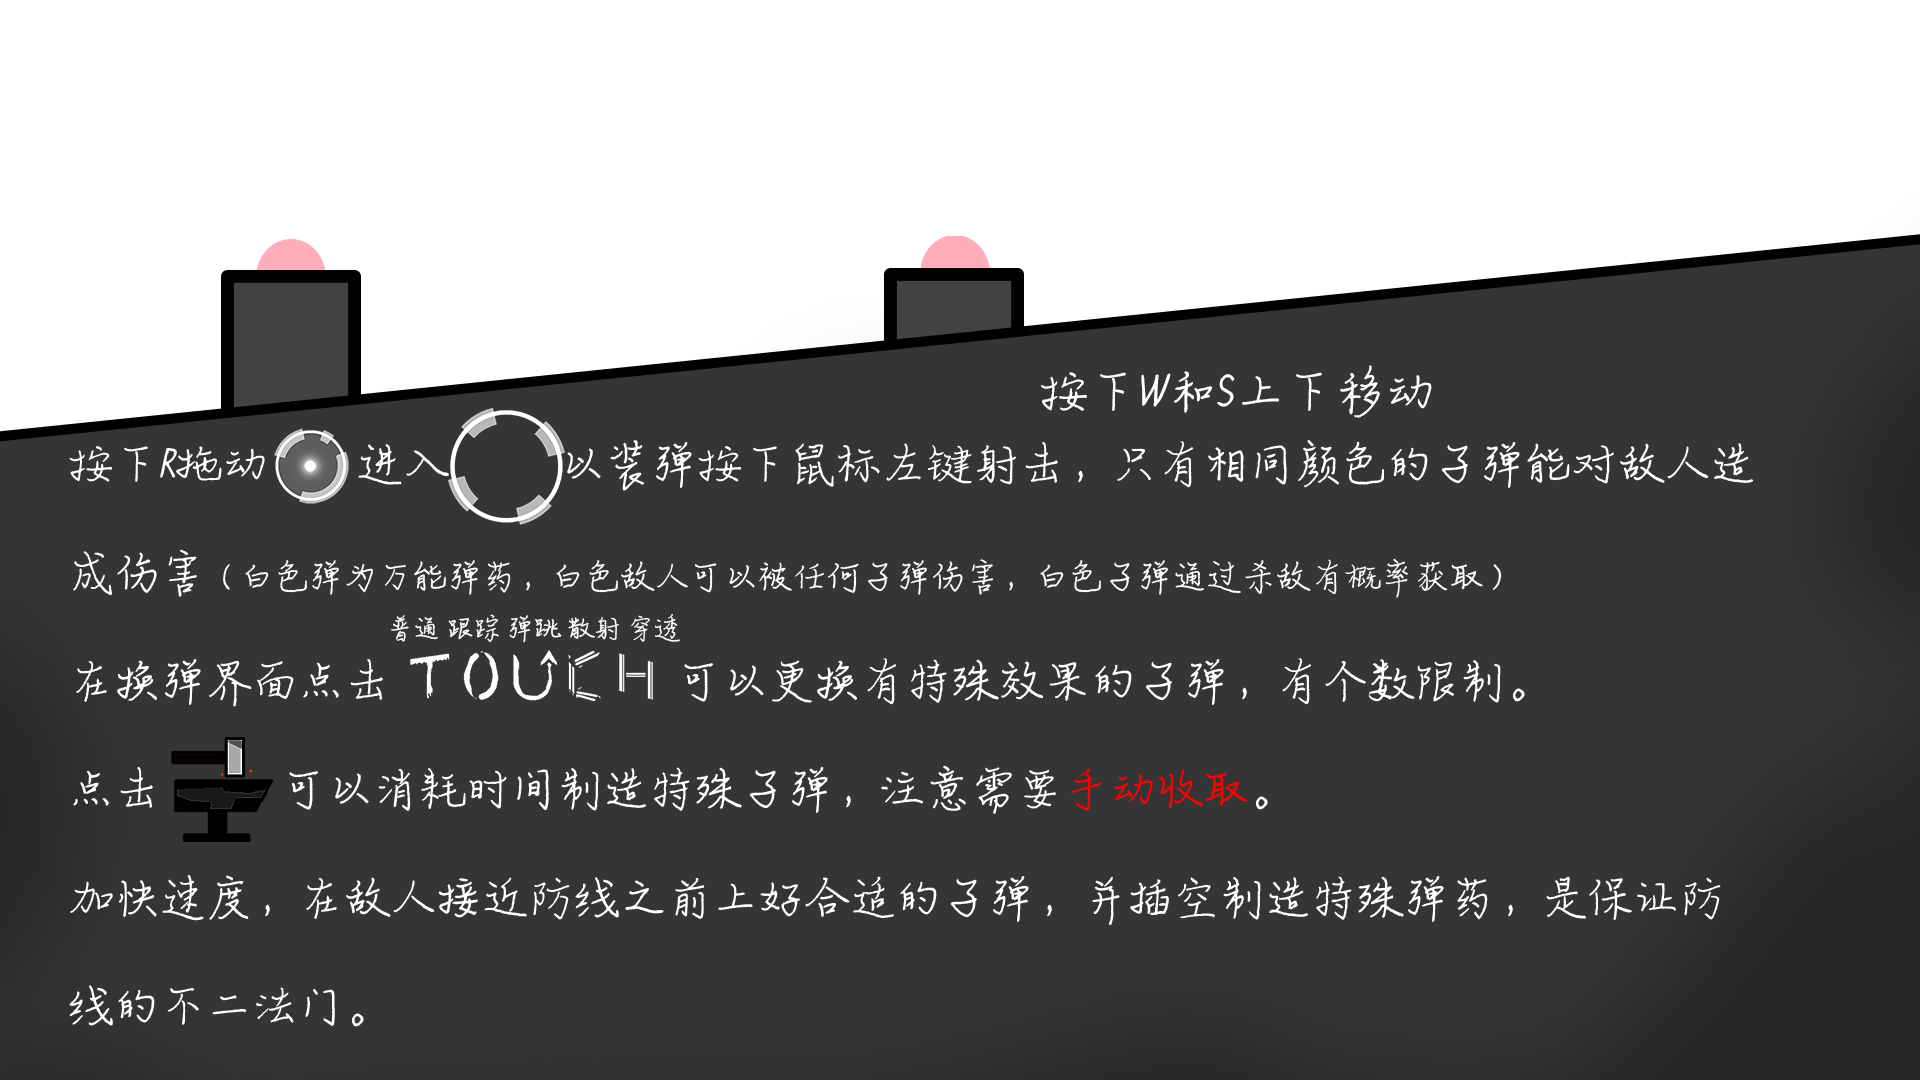 按下W和S上下移动
按下R拖动 进入 以装弹按下鼠标左键射击，只有相同颜色的子弹能对敌人造
成伤害（白色弹为万能弹药，白色敌人可以被任何子弹伤害，白色子弹通过杀敌有概率获取）
普通 跟踪 弹跳 散射 穿透
在换弹界面点击 TOUCH 可以更换有特殊效果的子弹，有个数限制。
点击 可以消耗时间制造特殊子弹，注意需要手动收取。
加快速度，在敌人接近防线之前上好合适的子弹，并插空制造特殊弹药，是保证防
线的不二法门。